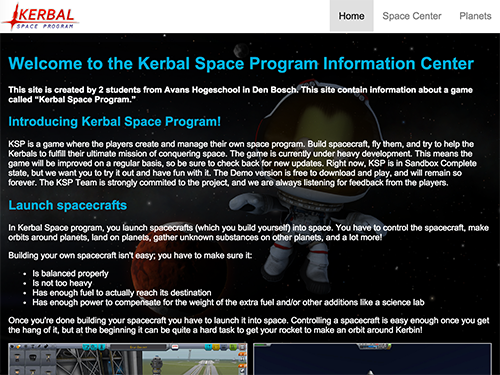 KERBAL
SPACE PROGRAM
Home Space Center Planets
Welcome to the Kerbal Space Program Information Center
This site is created by 2 students from Avans Hogeschool in Den Bosch. This site contain information about a game
called “Kerbal Space Program.”
Introducing Kerbal Space Program!
KSP is a game where the players create and manage their own space program. Build spacecraft, fly them, and try to help the
Kerbals to fulfill their ultimate mission of conquering space. The game is currently under heavy development. This means the
game will be improved on a regular basis, so be sure to check back for new updates. Right now, KSP is in Sandbox Complete
state, but we want you to try it out and have fun with it. The Demo version is free to download and play, and will remain so
forever. The KSP Team is strongly commited to the project, and we are always listening for feedback from the players.
Launch spacecrafts
In Kerbal Space program, you launch spacecrafts (which you build yourself) into space. You have to control the spacecraft, make
orbits around planets, land on planets, gather unknown substances on other planets, and a lot more!
Building your own spacecraft isn't easy; you have to make sure it:
• Is balanced properly
• Is not too heavy
• Has enough fuel to actually reach its destination
• Has enough power to compensate for the weight of the extra fuel and/or other additions like a science lab
Once you're done building your spacecraft you have to launch it into space. Controlling a spacecraft is easy enough once you get
the hang of it, but at the beginning it can be quite a hard task to get your rocket to make an orbit around Kerbin!